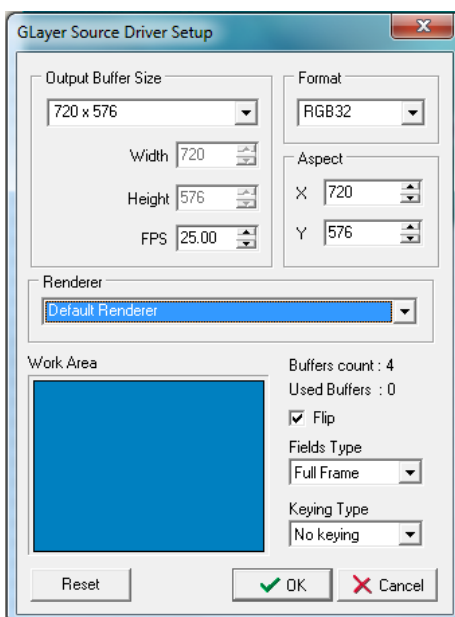 GLayer Source Driver Setup
Output Buffer Size
720 x 576
Width 720
Height 576
FPS 25.00
Format
RGB32
Aspect
X 720
Y 576
Renderer
Default Renderer
Work Area
Buffers count : 4
Used Buffers : 0
Flip
Fields Type
Full Frame
Keying Type
No keying
Reset
OK
Cancel